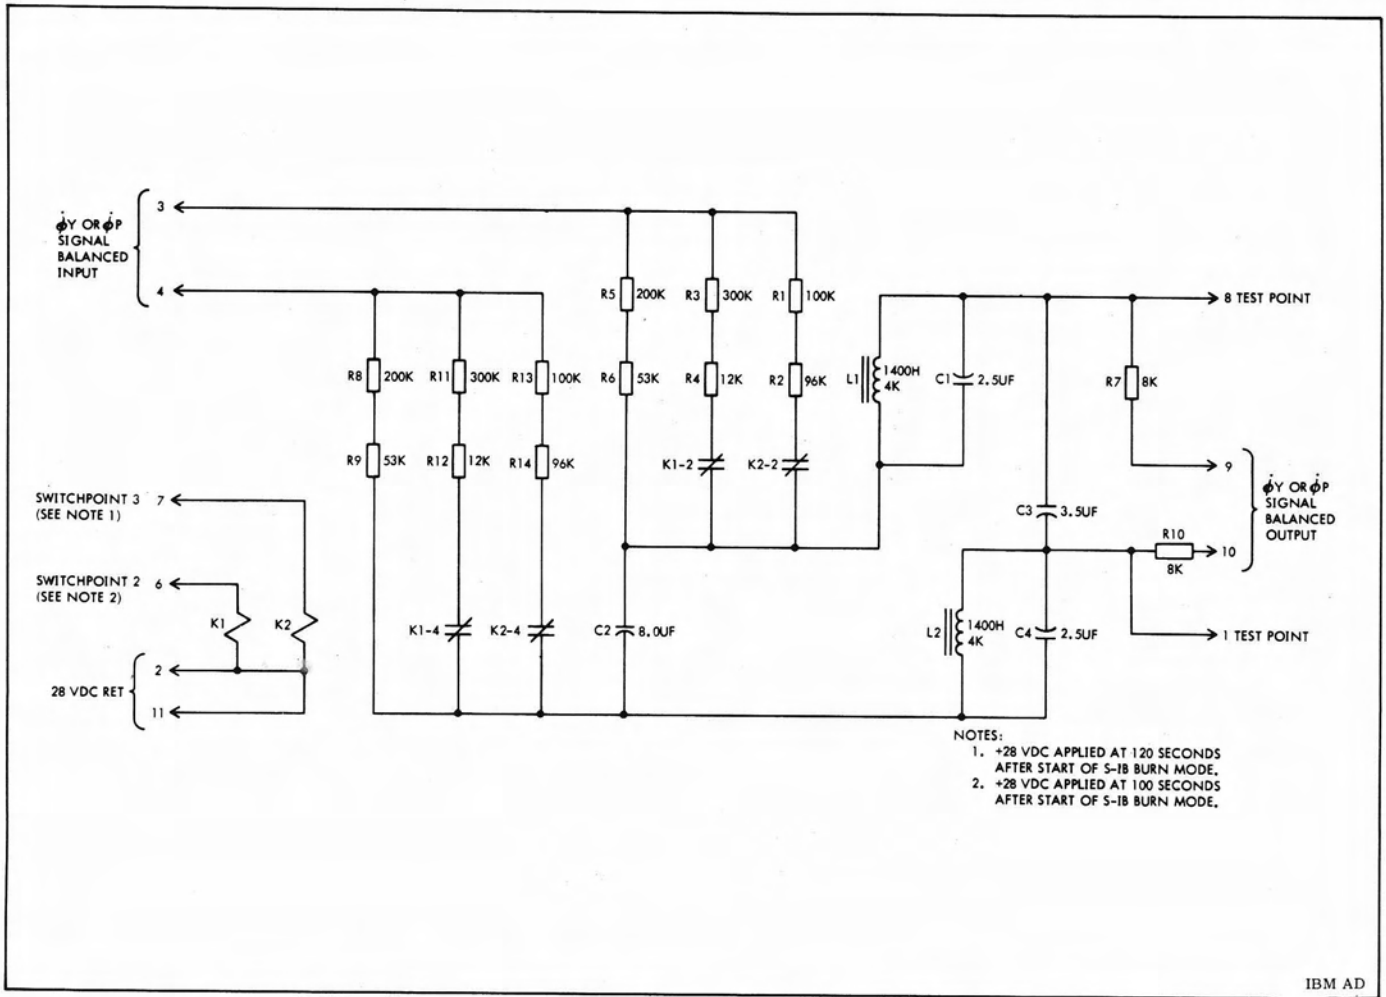 3
ϕ̇Y OR ϕ̇P
SIGNAL
BALANCED
INPUT
4
R5 200K R3 300K R1 100K
8 TEST POINT
R8 200K R11 300K R13 100K R6 53K R4 12K R2 96K L1 1400H
4K C1 2.5UF R7 8K
R9 53K R12 12K R14 96K K1-2 K2-2
9
SWITCHPOINT 3 7
(SEE NOTE 1)
C3 3.5UF
ϕ̇Y OR ϕ̇P
SIGNAL
BALANCED
OUTPUT
R10
8K
10
SWITCHPOINT 2 6
(SEE NOTE 2)
K1 K2 K1-4 K2-4 C2 8.0UF L2 1400H
4K C4 2.5UF
1 TEST POINT
28 VDC RET
2
11
NOTES:
1. +28 VDC APPLIED AT 120 SECONDS
AFTER START OF S-IB BURN MODE.
2. +28 VDC APPLIED AT 100 SECONDS
AFTER START OF S-IB BURN MODE.
IBM AD